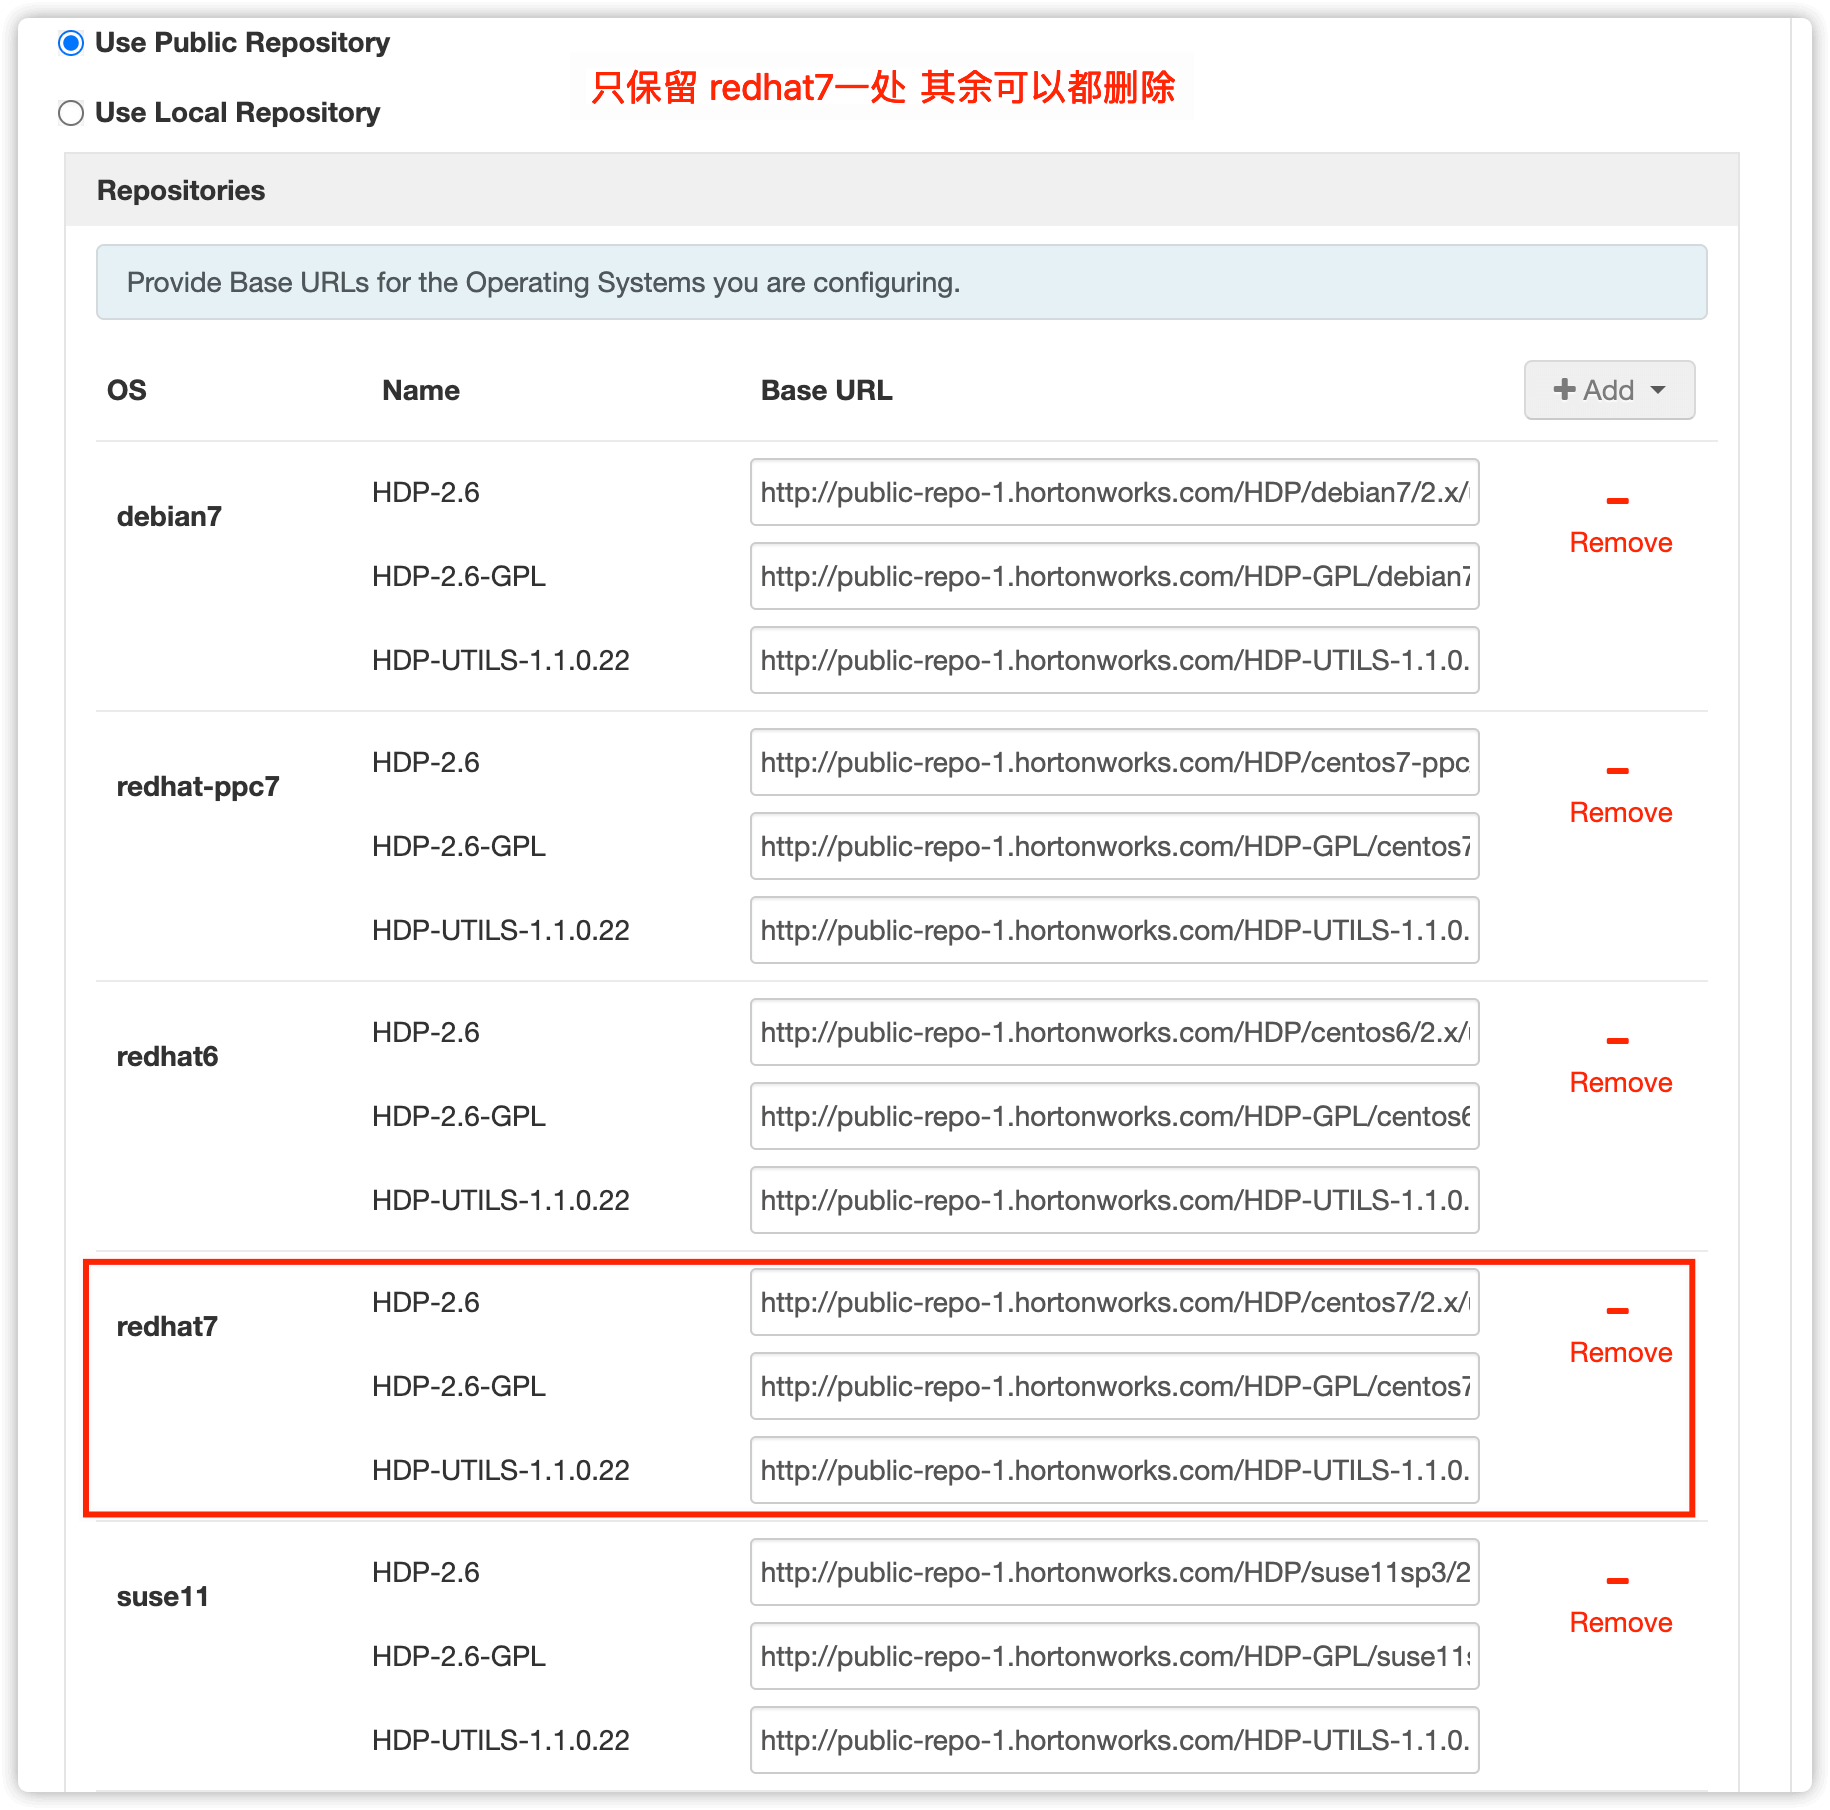 Use Public Repository
只保留 redhat7一处 其余可以都删除
Use Local Repository
Repositories
Provide Base URLs for the Operating Systems you are configuring.
OS Name Base URL Add
debian7 HDP-2.6 http://public-repo-1.hortonworks.com/HDP/debian7/2.x/ Remove
HDP-2.6-GPL http://public-repo-1.hortonworks.com/HDP-GPL/debian7
HDP-UTILS-1.1.0.22 http://public-repo-1.hortonworks.com/HDP-UTILS-1.1.0.
redhat-ppc7 HDP-2.6 http://public-repo-1.hortonworks.com/HDP/centos7-ppc Remove
HDP-2.6-GPL http://public-repo-1.hortonworks.com/HDP-GPL/centos7
HDP-UTILS-1.1.0.22 http://public-repo-1.hortonworks.com/HDP-UTILS-1.1.0.
redhat6 HDP-2.6 http://public-repo-1.hortonworks.com/HDP/centos6/2.x/ Remove
HDP-2.6-GPL http://public-repo-1.hortonworks.com/HDP-GPL/centos6
HDP-UTILS-1.1.0.22 http://public-repo-1.hortonworks.com/HDP-UTILS-1.1.0.
redhat7 HDP-2.6 http://public-repo-1.hortonworks.com/HDP/centos7/2.x/ Remove
HDP-2.6-GPL http://public-repo-1.hortonworks.com/HDP-GPL/centos7
HDP-UTILS-1.1.0.22 http://public-repo-1.hortonworks.com/HDP-UTILS-1.1.0.
suse11 HDP-2.6 http://public-repo-1.hortonworks.com/HDP/suse11sp3/2 Remove
HDP-2.6-GPL http://public-repo-1.hortonworks.com/HDP-GPL/suse11s
HDP-UTILS-1.1.0.22 http://public-repo-1.hortonworks.com/HDP-UTILS-1.1.0.